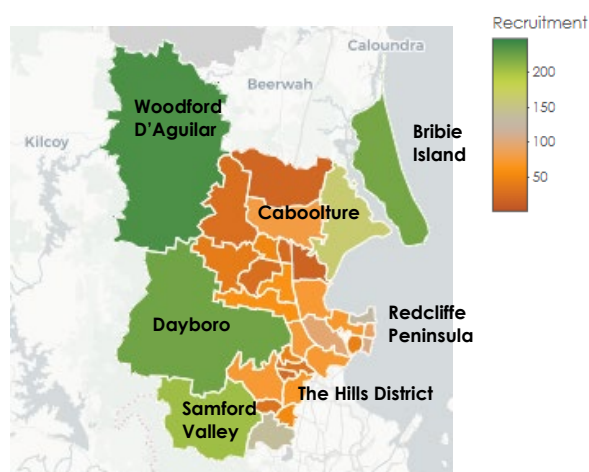 Recruitment
200
150
100
50
Caloundra
Beerwah
Kilcoy
Woodford
D'Aguilar
Bribie
Island
Caboolture
Dayboro
Redcliffe
Peninsula
The Hills District
Samford
Valley